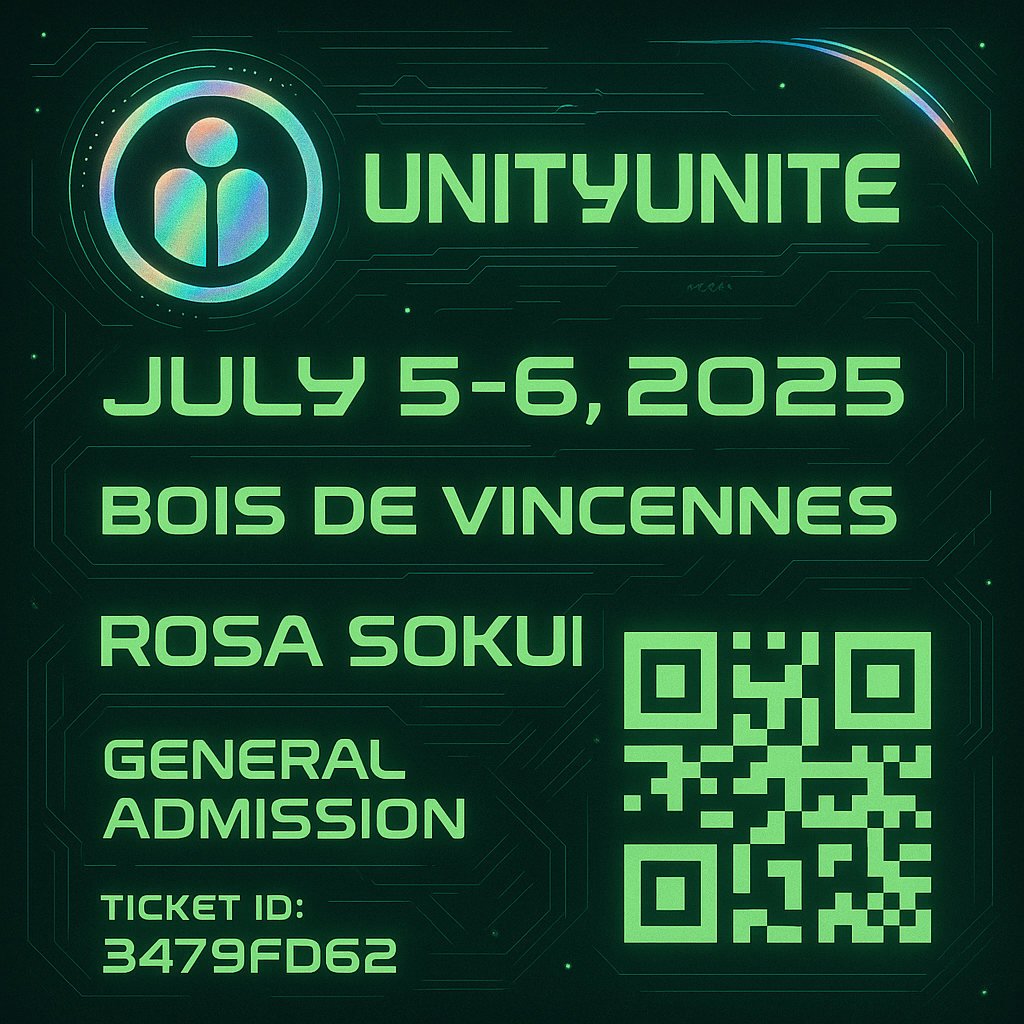 UNITYUNITE
JULY 5-6, 2025
BOIS DE VINCENNES
ROSA SOKUI
GENERAL
ADMISSION
TICKET ID:
3479FD62